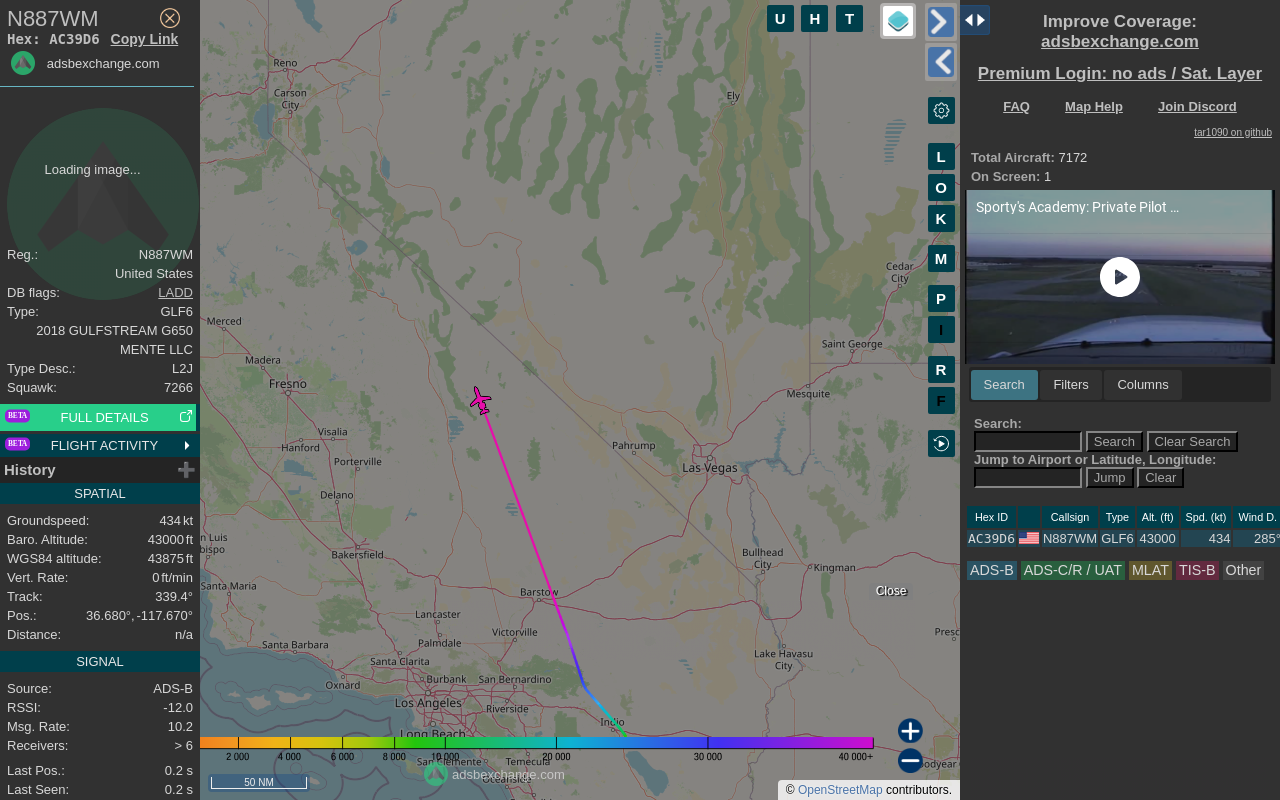 N887WM
Hex: AC39D6 Copy Link
adsbexchange.com
Loading image...
Reg.: N887WM
United States
DB flags: LADD
Type: GLF6
2018 GULFSTREAM G650
MENTE LLC
Type Desc.: L2J
Squawk: 7266
BETA FULL DETAILS
BETA FLIGHT ACTIVITY
History
SPATIAL
Groundspeed: 434 kt
Baro. Altitude: 43000 ft
WGS84 altitude: 43875 ft
Vert. Rate: 0 ft/min
Track: 339.4°
Pos.: 36.680°, -117.670°
Distance: n/a
SIGNAL
Source: ADS-B
RSSI: -12.0
Msg. Rate: 10.2
Receivers: > 6
Last Pos.: 0.2 s
Last Seen: 0.2 s
U H T
L
O
K
M
P
I
R
F
Reno
Carson
City
Ely
Cedar
City
Merced
Saint George
Madera
Fresno
Mesquite
Visalia
Hanford
Pahrump
Porterville
Las Vegas
Delano
n Luis
bispo
Bakersfield
Bullhead
City
Kingman
Santa Maria
Barstow
Close
Lancaster
Victorville
Presc
Santa Barbara
Palmdale
Lake Havasu
City
Santa Clarita
Oxnard
Burbank
San Bernardino
Los Angeles
Riverside
Indio
Long Beach
2 000 4 000 6 000 8 000 10 000 20 000 30 000 40 000+
San Clemente
Temecula
odyear
adsbexchange.com
Oceanside
50 NM
© OpenStreetMap contributors.
Improve Coverage:
adsbexchange.com
Premium Login: no ads / Sat. Layer
FAQ Map Help Join Discord
tar1090 on github
Total Aircraft: 7172
On Screen: 1
Sporty's Academy: Private Pilot ...
Search Filters Columns
Search:
Search Clear Search
Jump to Airport or Latitude, Longitude:
Jump Clear
Hex ID Callsign Type Alt. (ft) Spd. (kt) Wind D.
AC39D6 N887WM GLF6 43000 434 285°
ADS-B ADS-C/R / UAT MLAT TIS-B Other